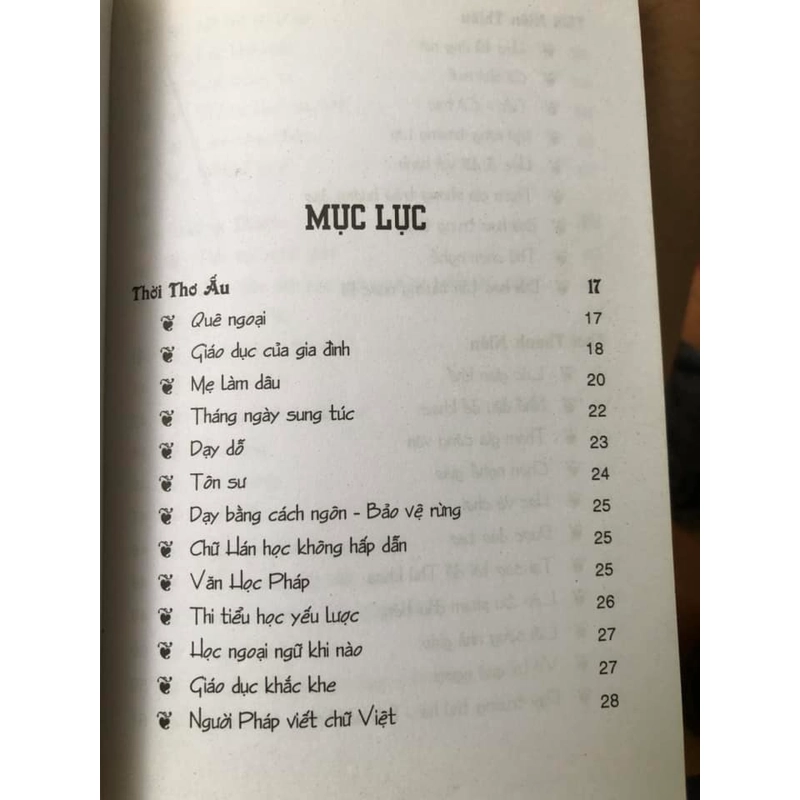 MỤC LỤC
Thời Thơ Ấu 17
Quê ngoại 17
Giáo dục của gia đình 18
Mẹ làm dâu 20
Tháng ngày sung túc 22
Dạy dỗ 23
Tôn sư 24
Dạy bằng cách ngôn - Bảo vệ rừng 25
Chữ Hán học không hấp dẫn 25
Văn Học Pháp 25
Thi tiểu học yếu Lược 26
Học ngoại ngữ khi nào 27
Giáo dục khắc khe 27
Người Pháp viết chữ Việt 28